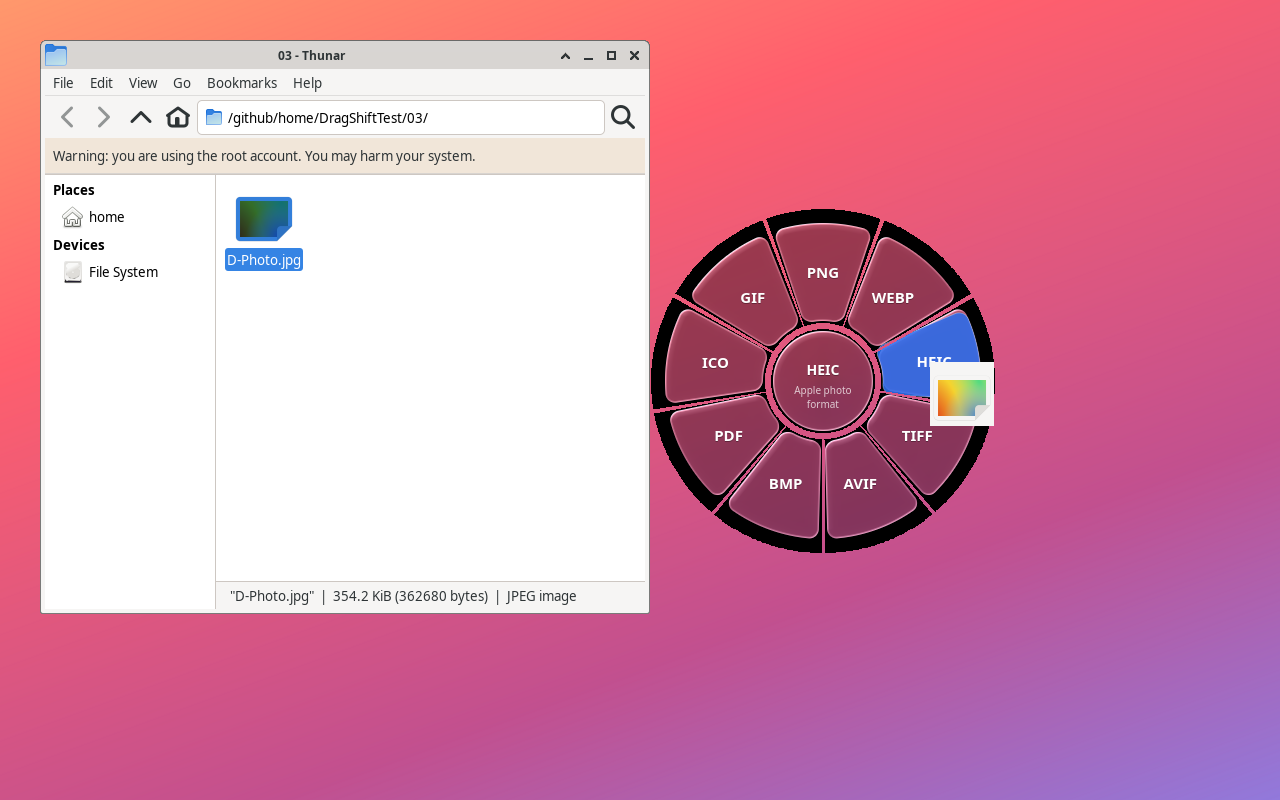 03 - Thunar
File Edit View Go Bookmarks Help
/github/home/DragShiftTest/03/
Warning: you are using the root account. You may harm your system.
Places
home
Devices
File System
D-Photo.jpg
"D-Photo.jpg" | 354.2 KiB (362680 bytes) | JPEG image
PNG
GIF
WEBP
ICO
HEIC
HEIC
Apple photo
format
PDF
TIFF
BMP
AVIF